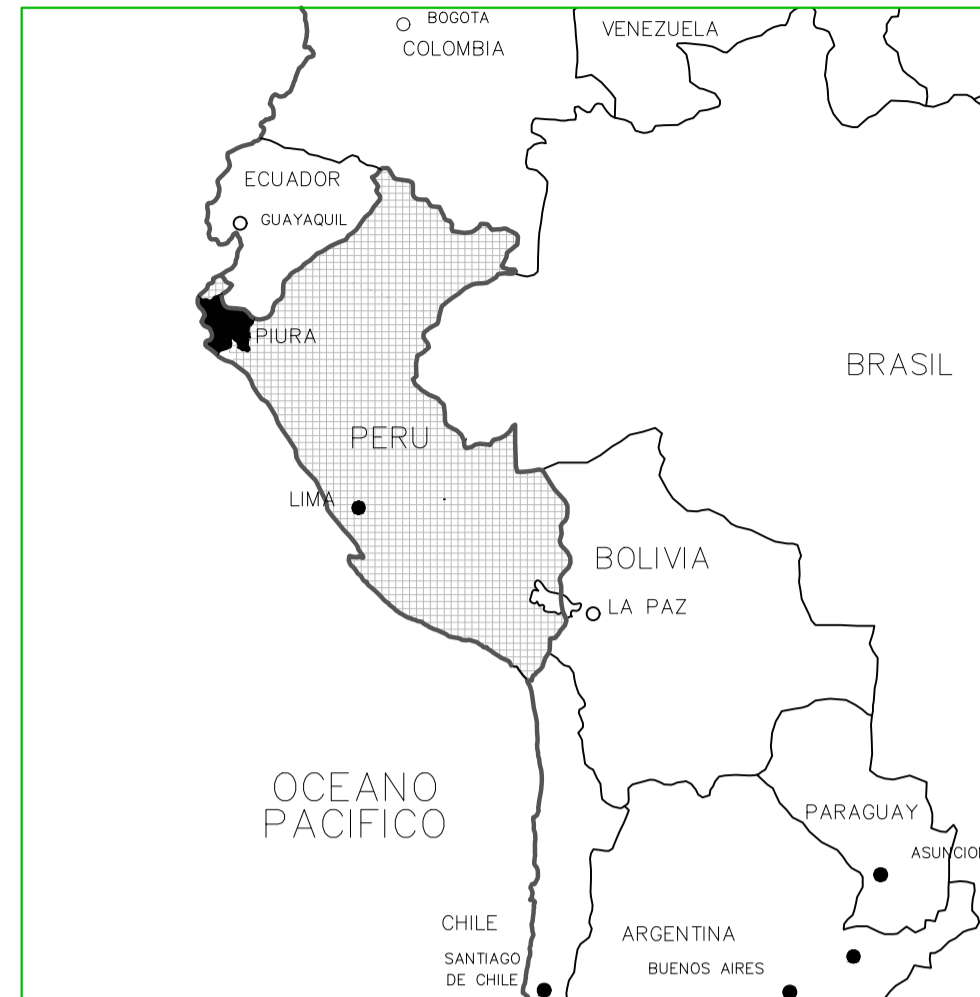 BOGOTA
COLOMBIA
VENEZUELA
ECUADOR
GUAYAQUIL
PIURA
BRASIL
PERU
LIMA
BOLIVIA
LA PAZ
OCEANO
PACIFICO
PARAGUAY
ASUNCION
CHILE
ARGENTINA
SANTIAGO
DE CHILE
BUENOS AIRES